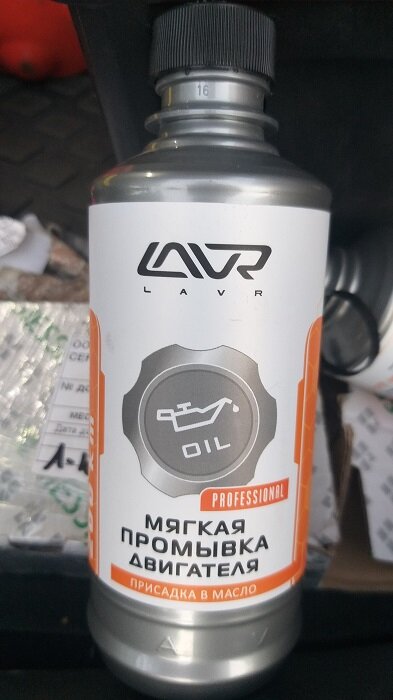 16
LAVR
LAVR
OIL
PROFESSIONAL
МЯГКАЯ
ПРОМЫВКА
ДВИГАТЕЛЯ
ПРИСАДКА В МАСЛО